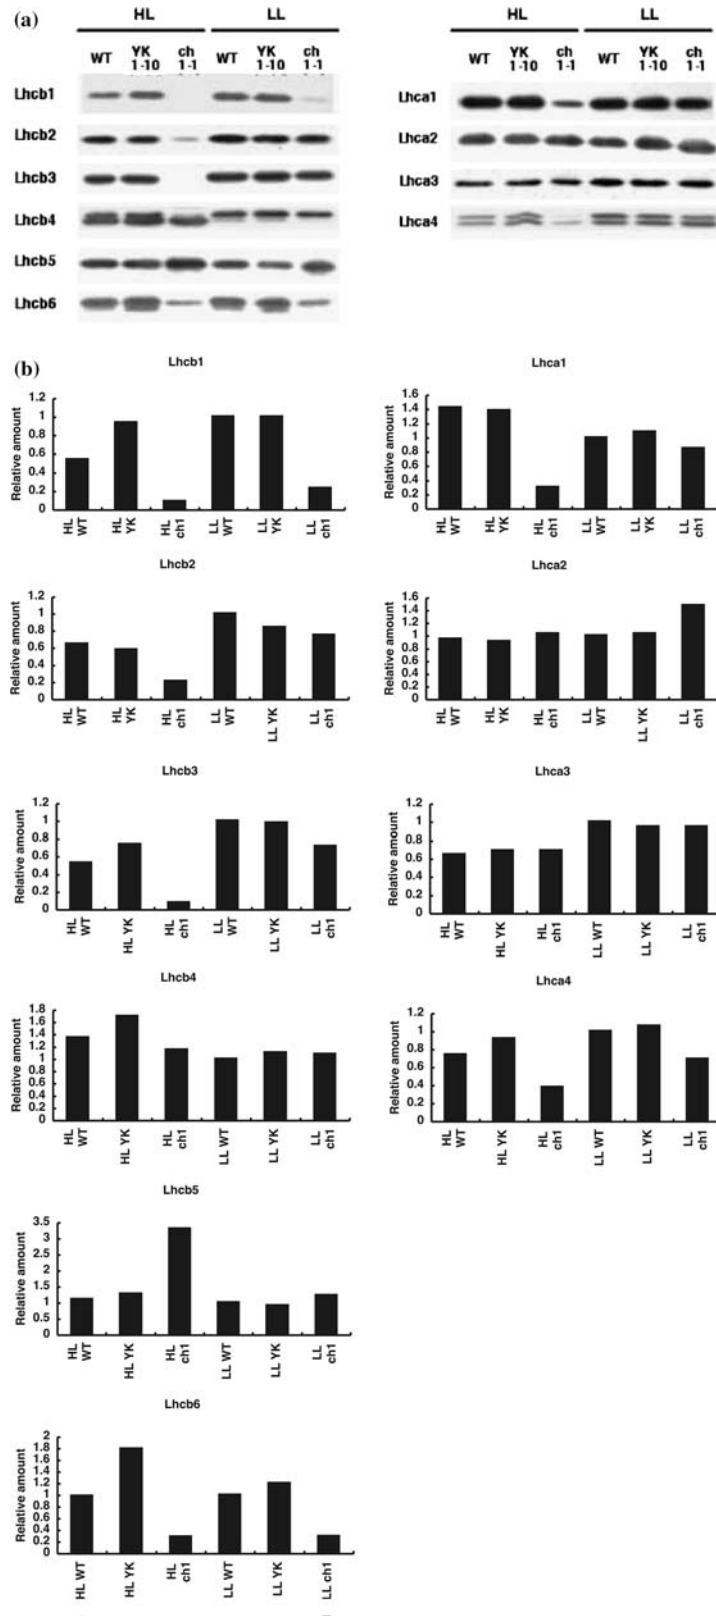 (a)
HL LL
WT YK 1-10 ch 1-1 WT YK 1-10 ch 1-1
Lhcb1
Lhcb2
Lhcb3
Lhcb4
Lhcb5
Lhcb6
HL LL
WT YK 1-10 ch 1-1 WT YK 1-10 ch 1-1
Lhca1
Lhca2
Lhca3
Lhca4
(b)
Lhcb1
Relative amount
1.2
1
0.8
0.6
0.4
0.2
0
HL WT HL YK HL ch1 LL WT LL YK LL ch1
Lhca1
Relative amount
1.6
1.4
1.2
1
0.8
0.6
0.4
0.2
0
HL WT HL YK HL ch1 LL WT LL YK LL ch1
Lhcb2
Relative amount
1.2
1
0.8
0.6
0.4
0.2
0
HL WT HL YK HL ch1 LL WT LL YK LL ch1
Lhca2
Relative amount
1.6
1.4
1.2
1
0.8
0.6
0.4
0.2
0
HL WT HL YK HL ch1 LL WT LL YK LL ch1
Lhcb3
Relative amount
1.2
1
0.8
0.6
0.4
0.2
0
HL WT HL YK HL ch1 LL WT LL YK LL ch1
Lhca3
Relative amount
1.2
1
0.8
0.6
0.4
0.2
0
HL WT HL YK HL ch1 LL WT LL YK LL ch1
Lhcb4
Relative amount
1.8
1.6
1.4
1.2
1
0.8
0.6
0.4
0.2
0
HL WT HL YK HL ch1 LL WT LL YK LL ch1
Lhca4
Relative amount
1.2
1
0.8
0.6
0.4
0.2
0
HL WT HL YK HL ch1 LL WT LL YK LL ch1
Lhcb5
Relative amount
3.5
3
2.5
2
1.5
1
0.5
0
HL WT HL YK HL ch1 LL WT LL YK LL ch1
Lhcb6
Relative amount
2
1.8
1.6
1.4
1.2
1
0.8
0.6
0.4
0.2
0
HL WT HL YK HL ch1 LL WT LL YK LL ch1